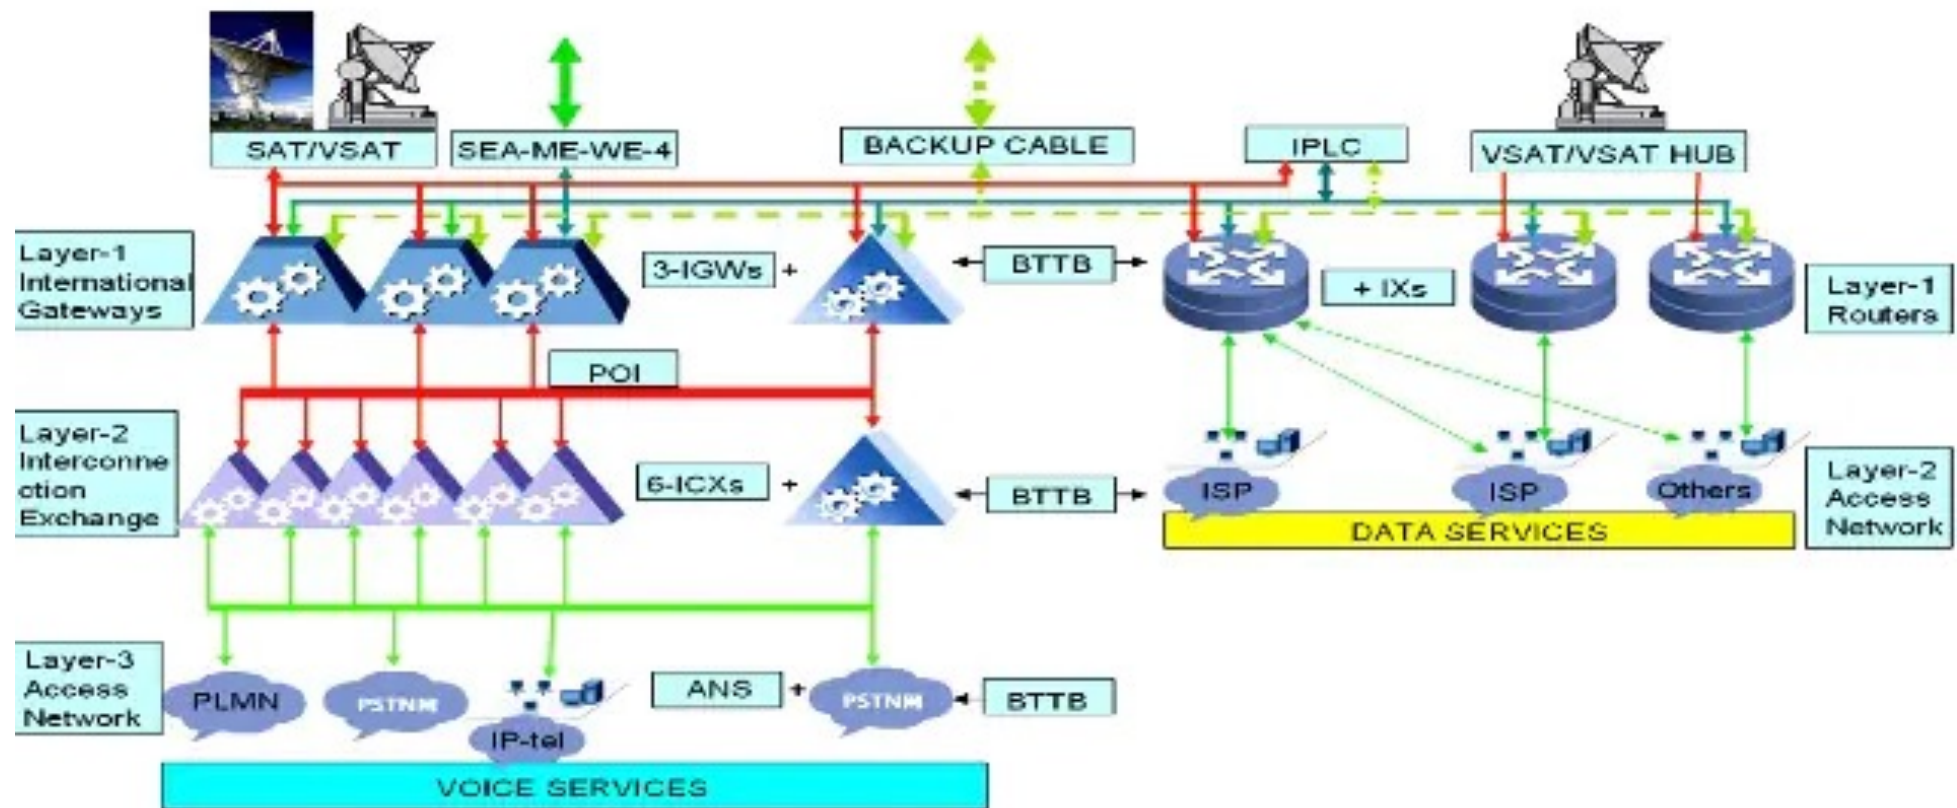 SAT/VSAT
SEA-ME-WE-4
BACKUP CABLE
IPLC
VSAT/VSAT HUB
Layer-1
International
Gateways
3-IGWs
+
BTTB
+ IXs
Layer-1
Routers
POI
Layer-2
Interconne
ction
Exchange
6-ICXs
+
BTTB
ISP
ISP
Others
Layer-2
Access
Network
DATA SERVICES
Layer-3
Access
Network
PLMN
PSTNM
IP-tel
ANS
+
PSTNM
BTTB
VOICE SERVICES